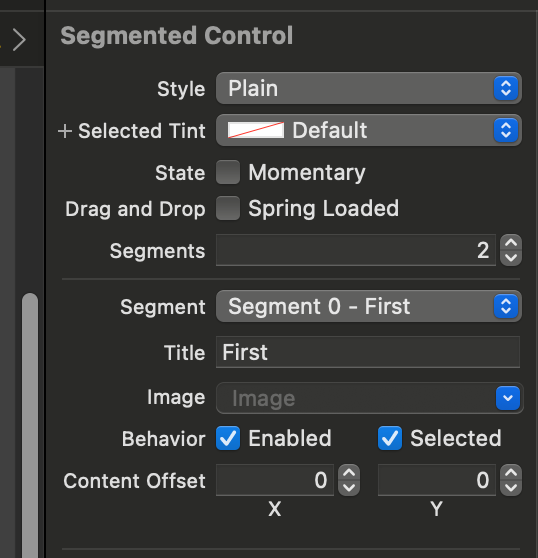 Segmented Control
Style Plain
Selected Tint Default
State Momentary
Drag and Drop Spring Loaded
Segments 2
Segment Segment 0 - First
Title First
Image Image
Behavior Enabled Selected
Content Offset 0 0
X Y